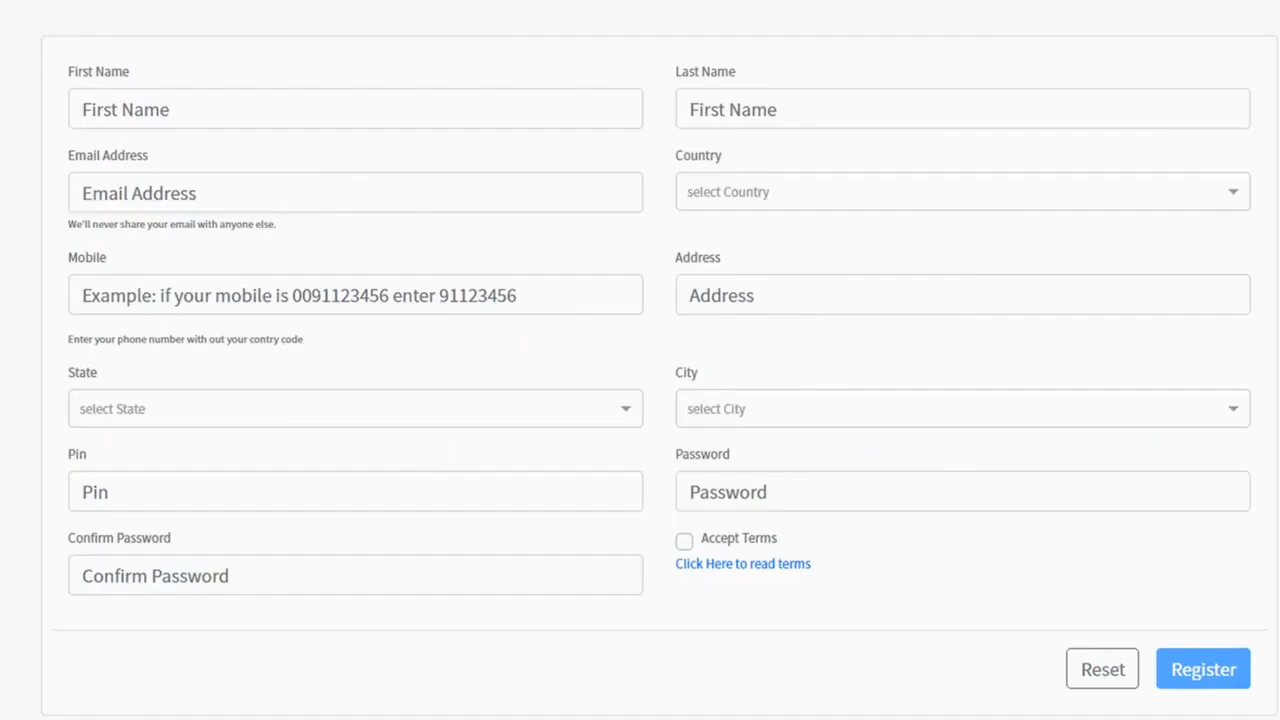 First Name
Last Name
First Name
First Name
Email Address
Country
Email Address
select Country
We'll never share your email with anyone else.
Mobile
Address
Example: if your mobile is 0091123456 enter 91123456
Address
Enter your phone number with out your contry code
State
City
select State
select City
Pin
Password
Pin
Password
Confirm Password
Accept Terms
Click Here to read terms
Confirm Password
Reset
Register